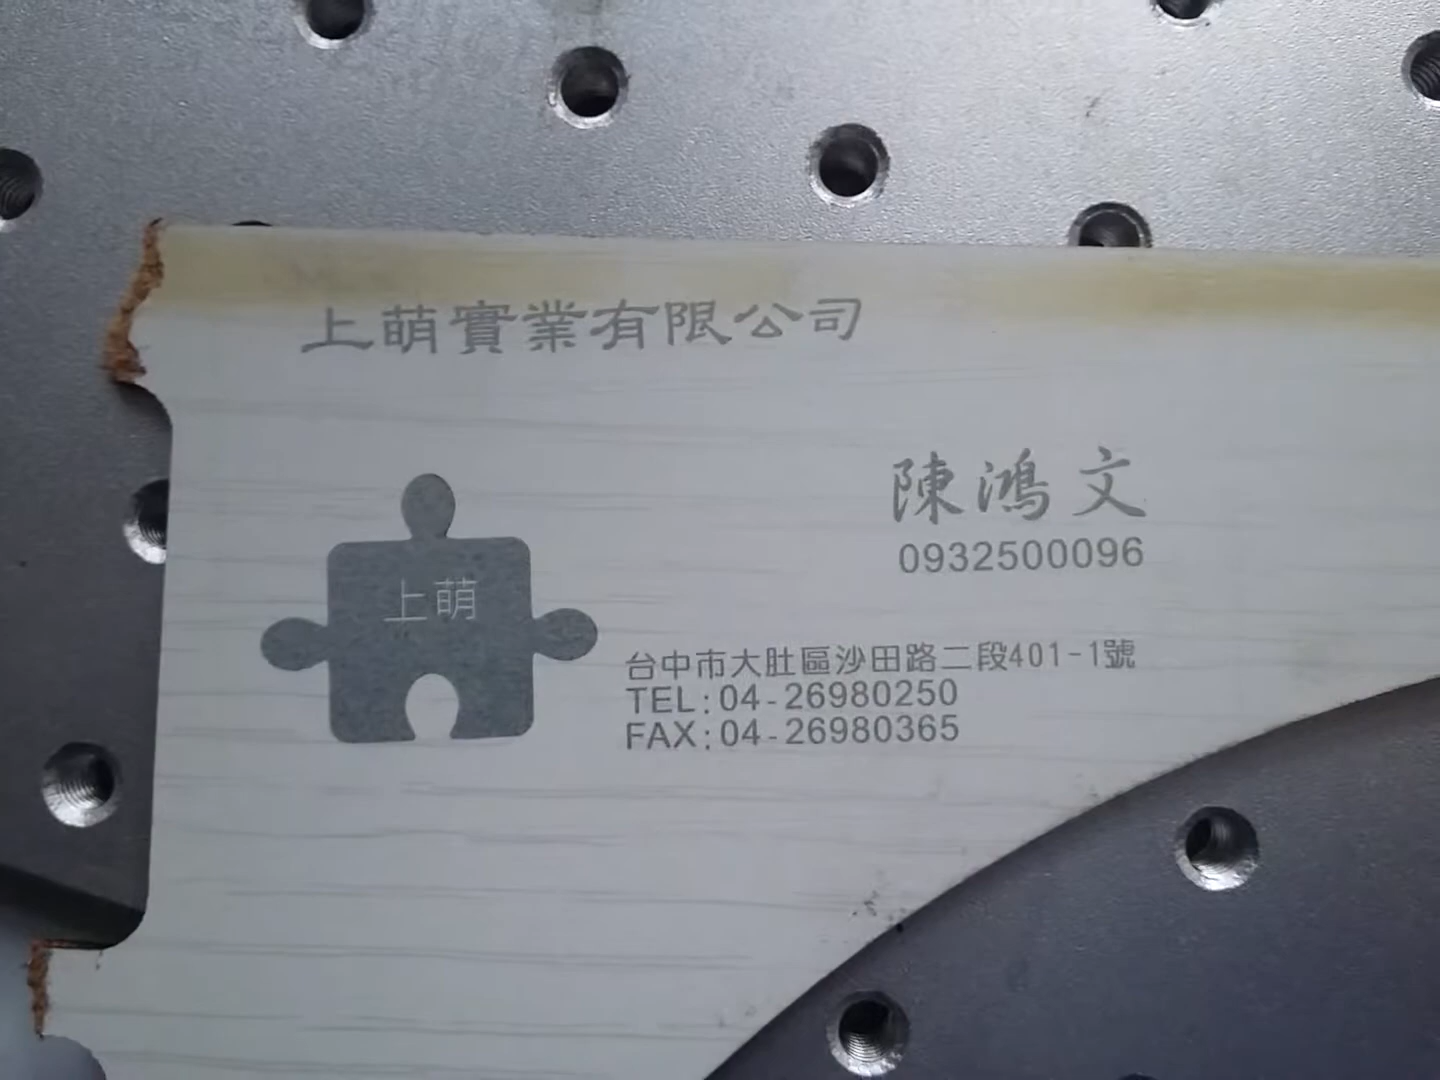 上萌實業有限公司
陳鴻文
0932500096
上萌
台中市大肚區沙田路二段401-1號
TEL:04-26980250
FAX:04-26980365